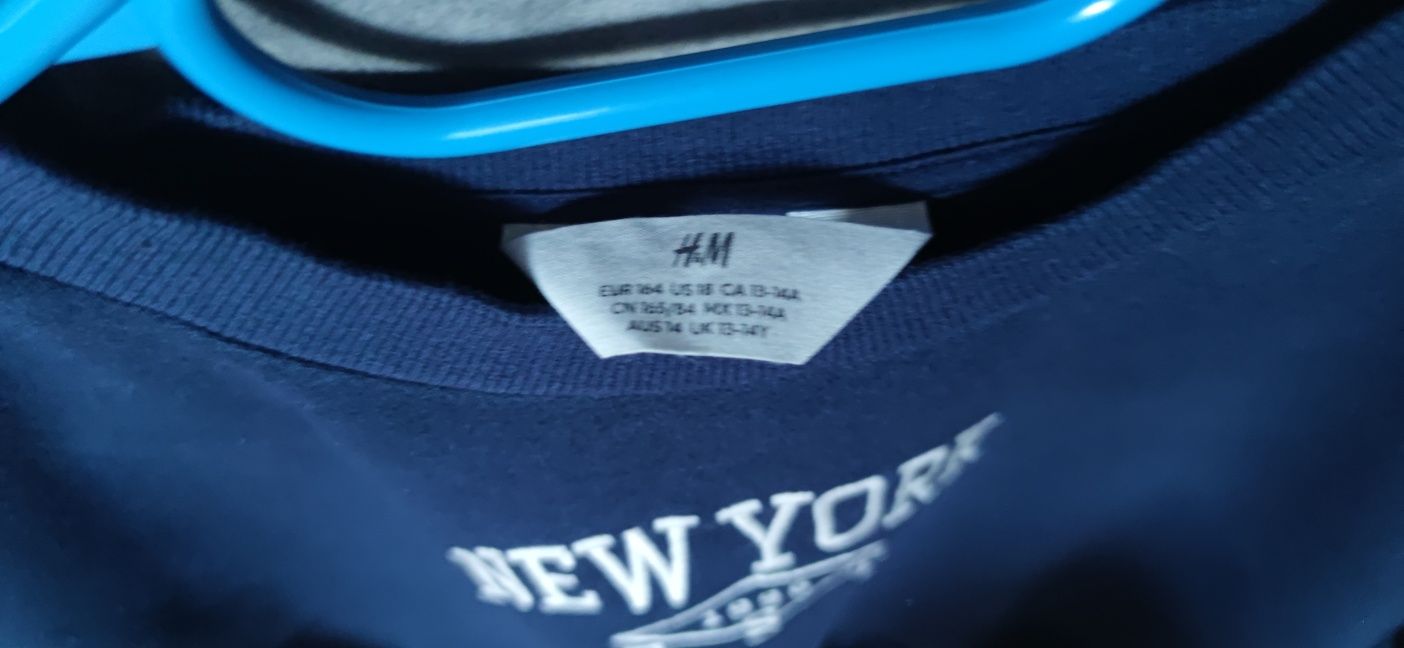 H&M
EUR 164 US 18 CA 13-14A
CN 165/84 MX 13-14A
AUS 14 UK 13-14Y
NEW YORK